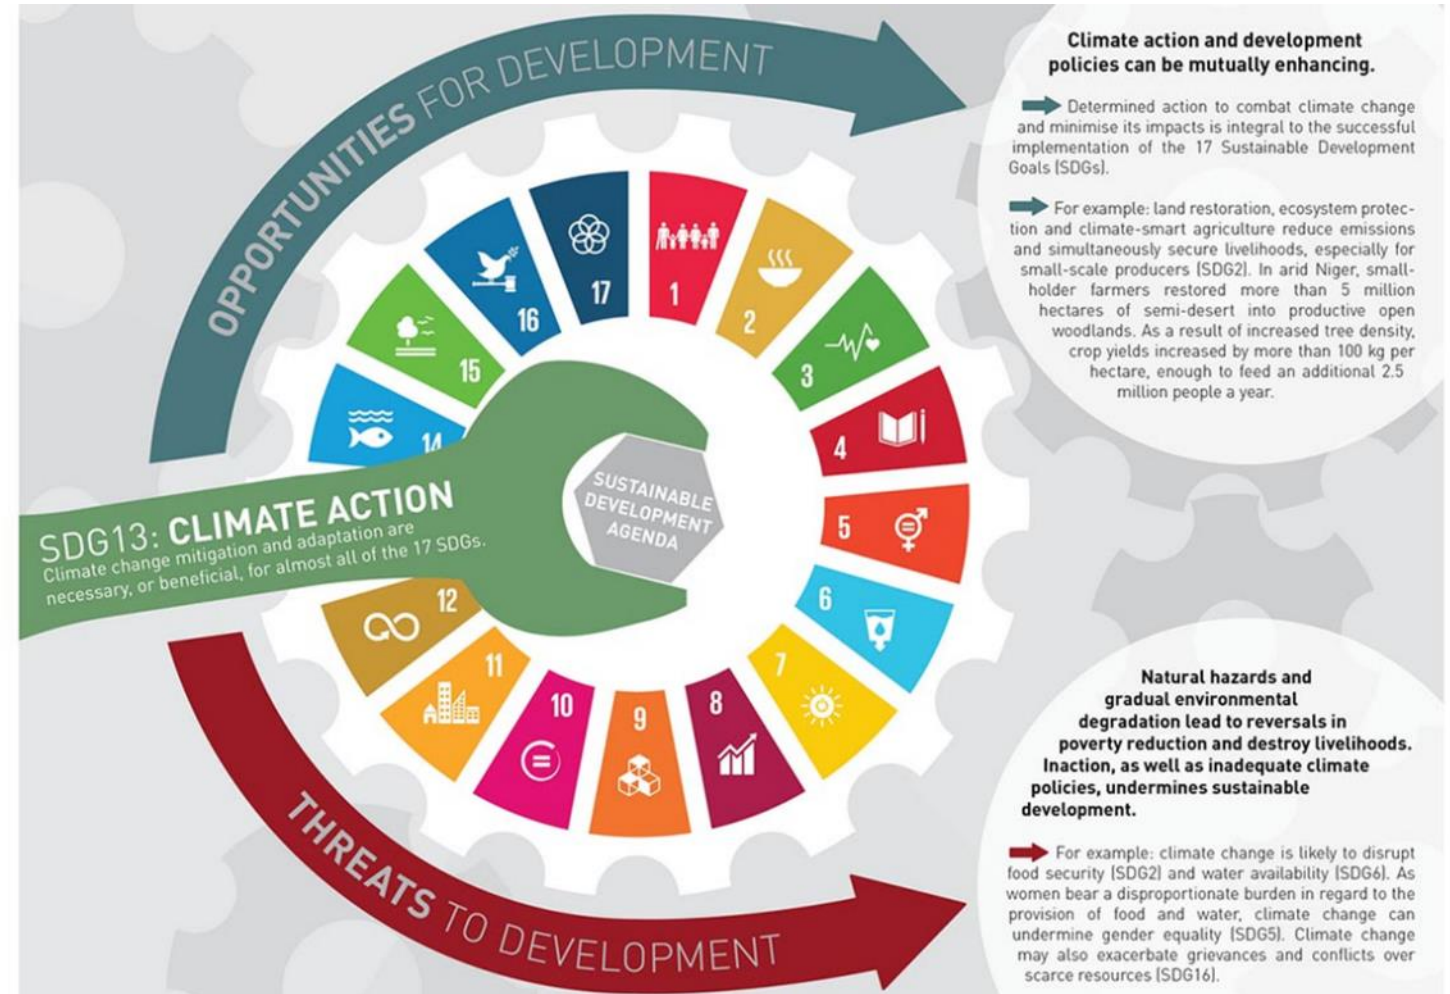 OPPORTUNITIES FOR DEVELOPMENT
Climate action and development
policies can be mutually enhancing.
Determined action to combat climate change
and minimise its impacts is integral to the successful
implementation of the 17 Sustainable Development
Goals (SDGs).
For example: land restoration, ecosystem protec-
tion and climate-smart agriculture reduce emissions
and simultaneously secure livelihoods, especially for
small-scale producers (SDG2). In arid Niger, small-
holder farmers restored more than 5 million
hectares of semi-desert into productive open
woodlands. As a result of increased tree density,
crop yields increased by more than 100 kg per
hectare, enough to feed an additional 2.5
million people a year.
1
2
3
4
5
6
7
8
9
10
11
12
14
15
16
17
SUSTAINABLE
DEVELOPMENT
AGENDA
SDG13: CLIMATE ACTION
Climate change mitigation and adaptation are
necessary, or beneficial, for almost all of the 17 SDGs.
THREATS TO DEVELOPMENT
Natural hazards and
gradual environmental
degradation lead to reversals in
poverty reduction and destroy livelihoods.
Inaction, as well as inadequate climate
policies, undermines sustainable
development.
For example: climate change is likely to disrupt
food security (SDG2) and water availability (SDG6). As
women bear a disproportionate burden in regard to the
provision of food and water, climate change can
undermine gender equality (SDG5). Climate change
may also exacerbate grievances and conflicts over
scarce resources (SDG16).